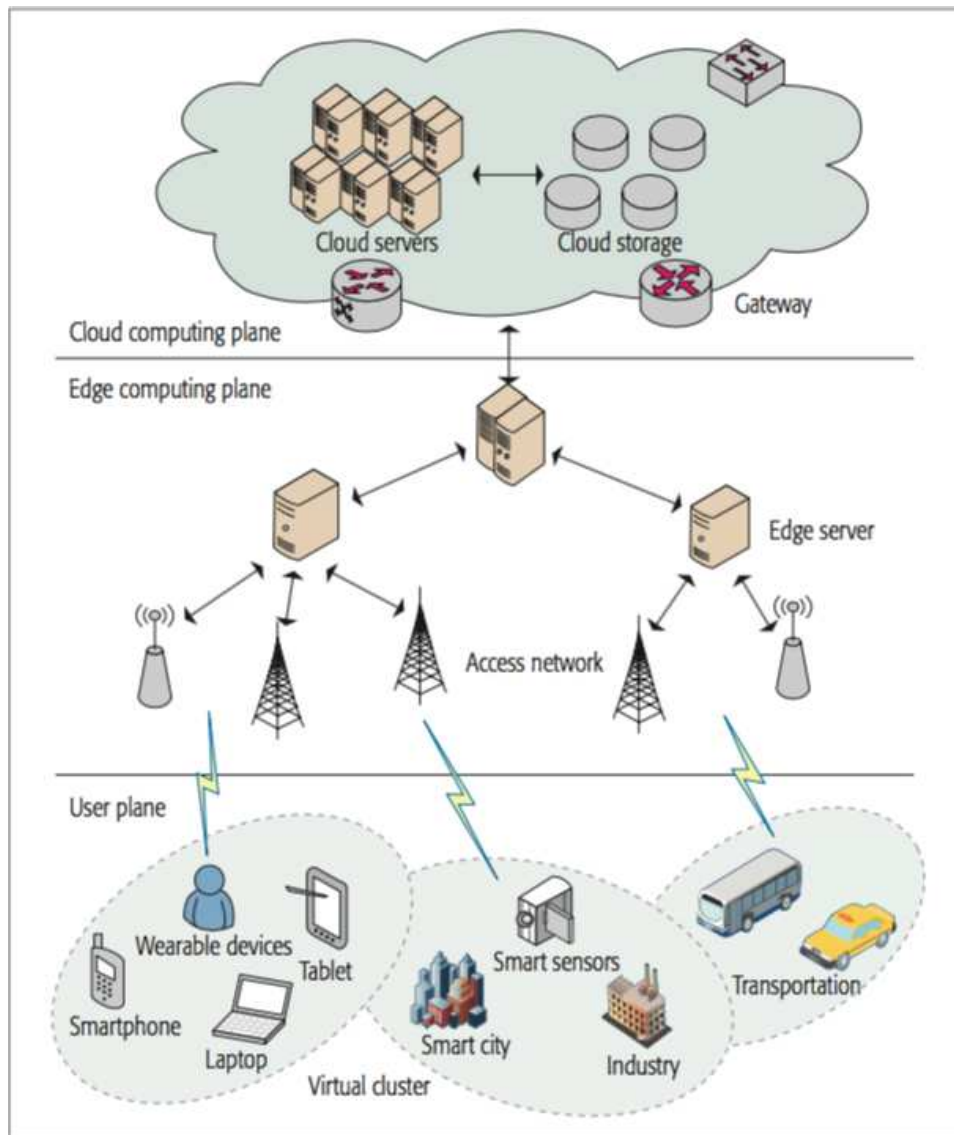 Cloud servers
Cloud storage
Gateway
Cloud computing plane
Edge computing plane
Edge server
Access network
User plane
Wearable devices
Tablet
Smartphone
Laptop
Smart sensors
Smart city
Industry
Transportation
Virtual cluster